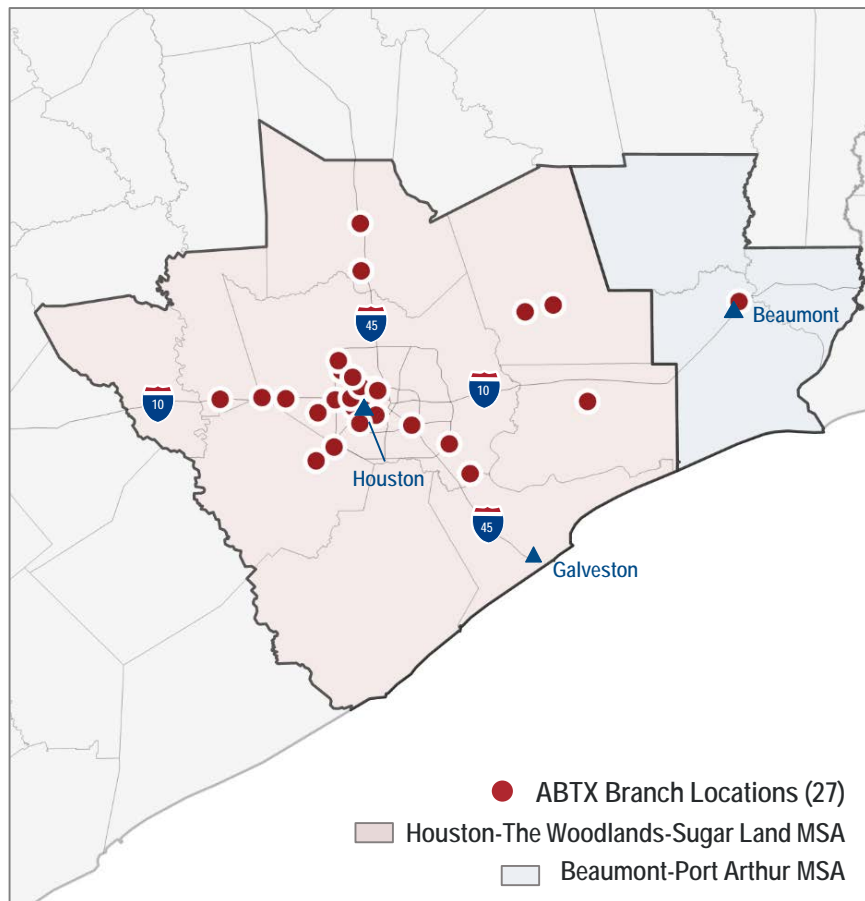 45
Beaumont
10
10
Houston
45
Galveston
ABTX Branch Locations (27)
Houston-The Woodlands-Sugar Land MSA
Beaumont-Port Arthur MSA